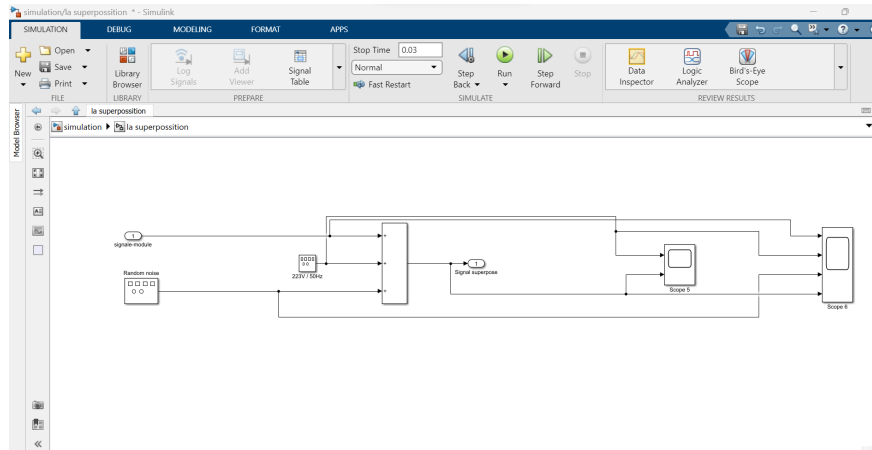 simulation/la superpossition * - Simulink
SIMULATION DEBUG MODELING FORMAT APPS
New
Open
Save
Print
FILE
Library Browser
LIBRARY
Log Signals
Add Viewer
Signal Table
PREPARE
Stop Time 0.03
Normal
Fast Restart
Step Back
Run
Step Forward
Stop
SIMULATE
Data Inspector
Logic Analyzer
Bird's-Eye Scope
REVIEW RESULTS
Model Browser
la superpossition
simulation la superpossition
1
signale-module
Random noise
223V / 50Hz
+
+
+
1
Signal superpose
Scope 5
Scope 6